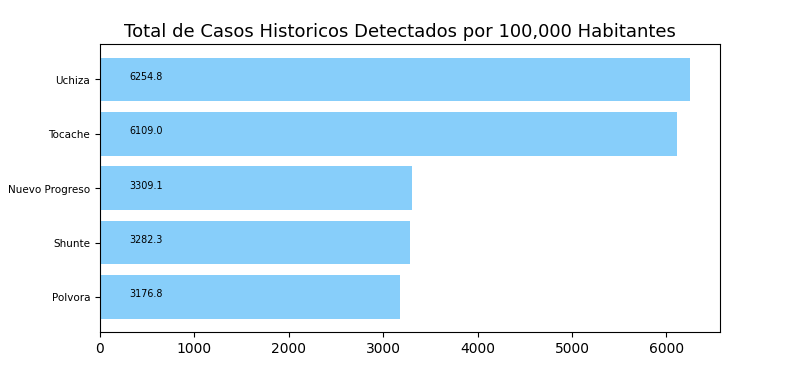 Total de Casos Historicos Detectados por 100,000 Habitantes
Uchiza 6254.8
Tocache 6109.0
Nuevo Progreso 3309.1
Shunte 3282.3
Polvora 3176.8
0 1000 2000 3000 4000 5000 6000